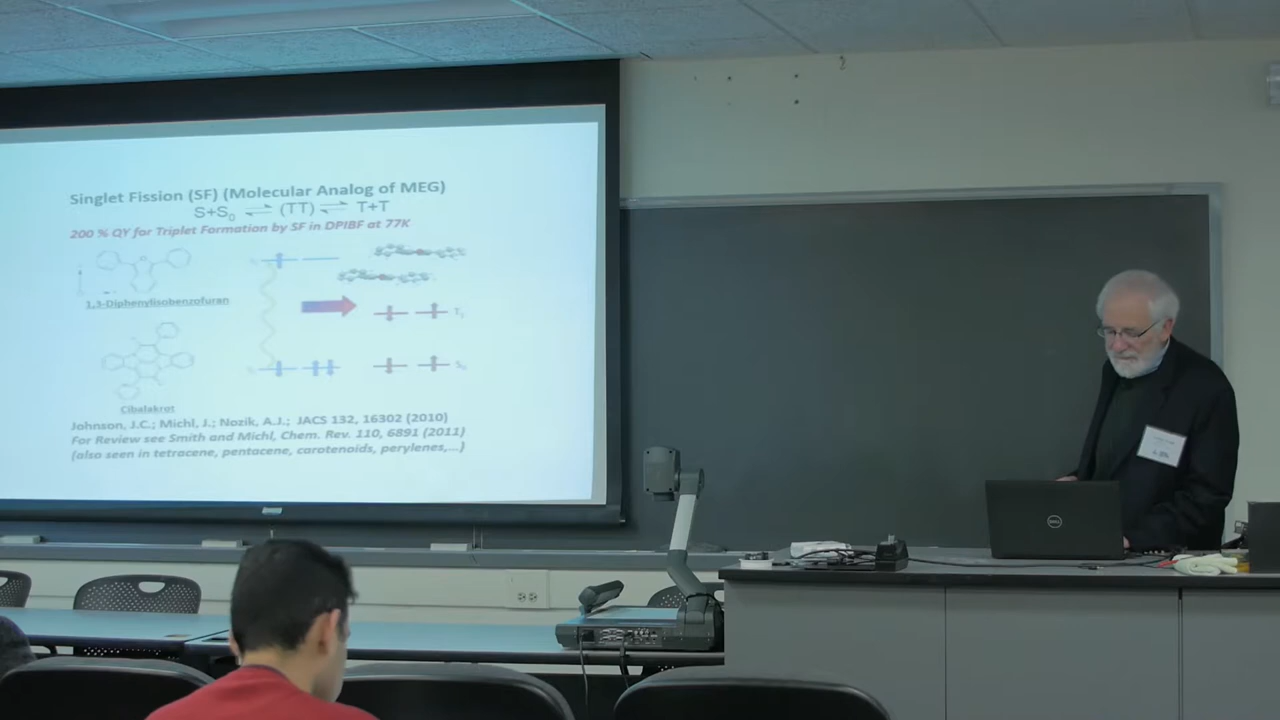 Singlet Fission (SF) (Molecular Analog of MEG)
S+S₀ ⇌ (TT) ⇌ T+T
200 % QY for Triplet Formation by SF in DPIBF at 77K
1,3-Diphenylisobenzofuran
T₁
S₀
Cibalakrot
Johnson, J.C.; Michl, J.; Nozik, A.J.; JACS 132, 16302 (2010)
For Review see Smith and Michl, Chem. Rev. 110, 6891 (2011)
(also seen in tetracene, pentacene, carotenoids, perylenes,...)
DELL